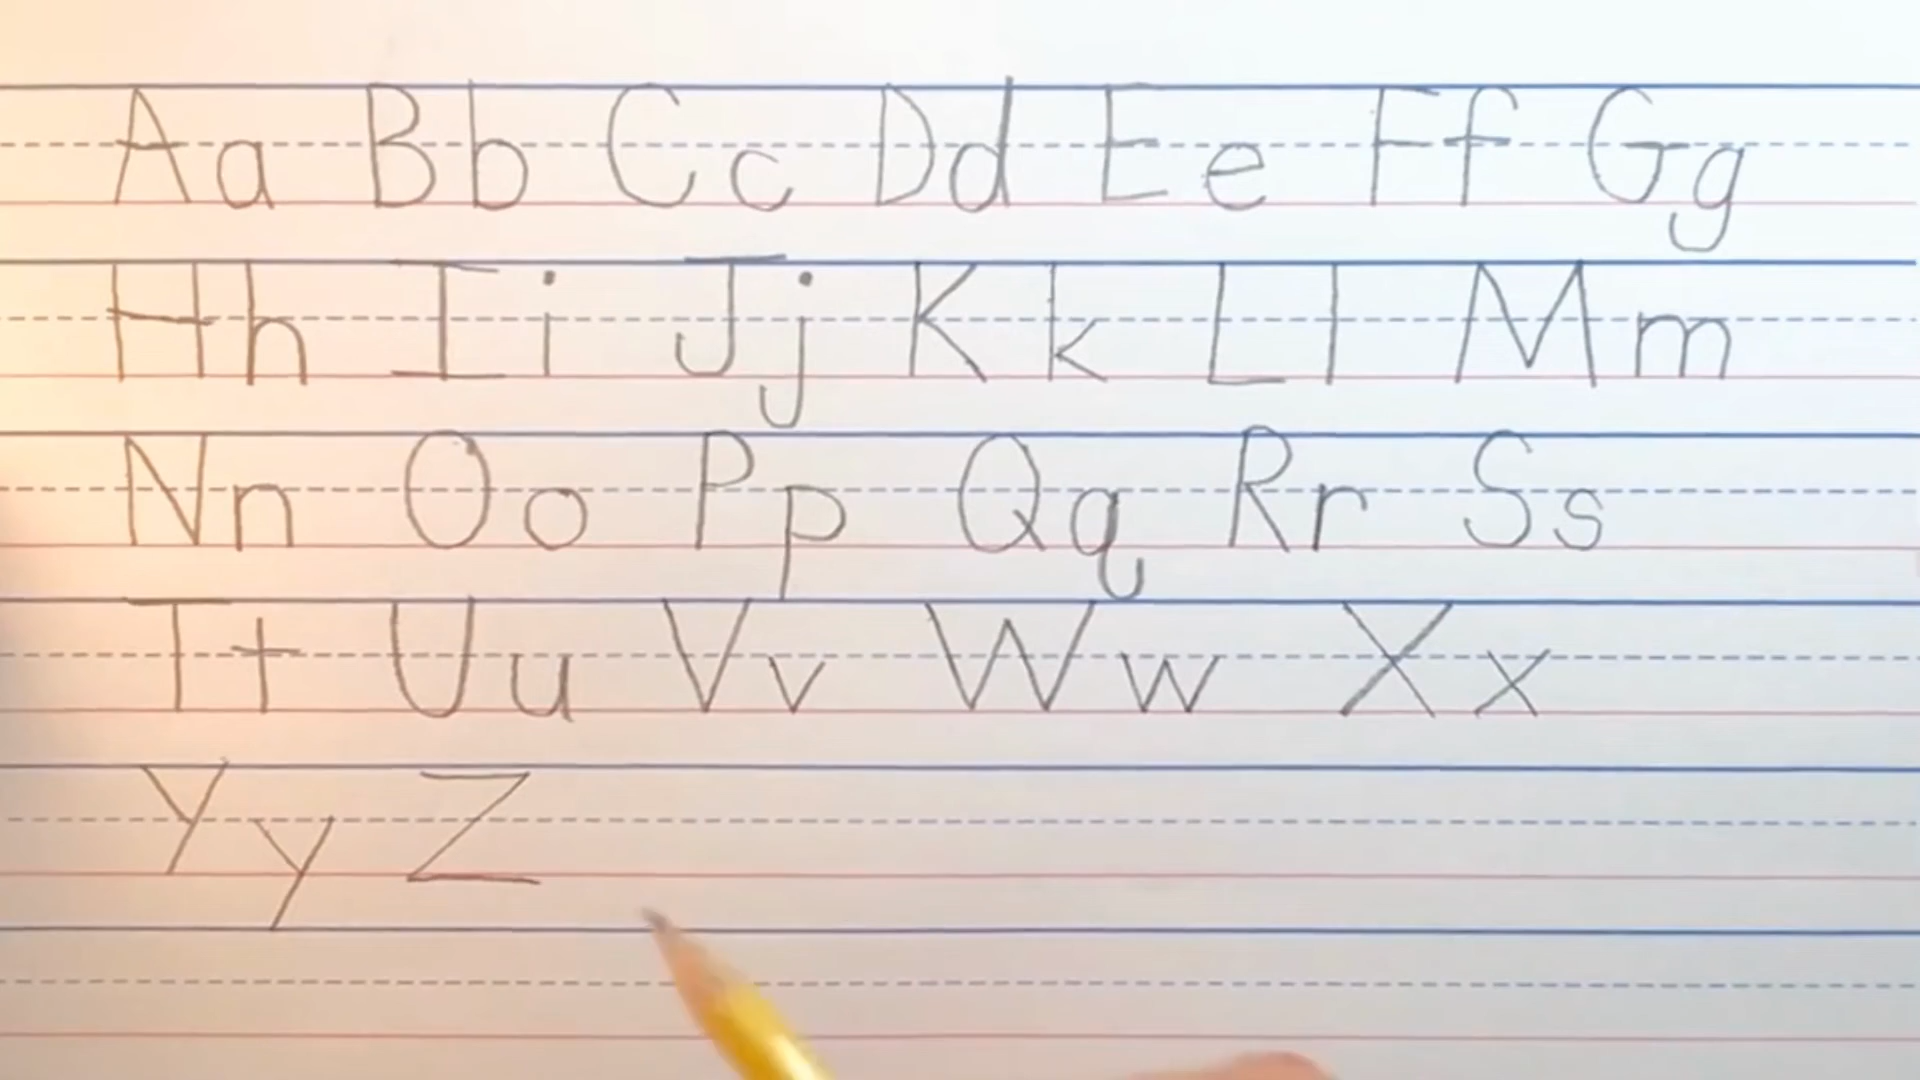 Aa Bb Cc Dd Ee Ff Gg
Hh Ii Jj Kk Ll Mm
Nn Oo Pp Qq Rr Ss
Tt Uu Vv Ww Xx
Yy Z